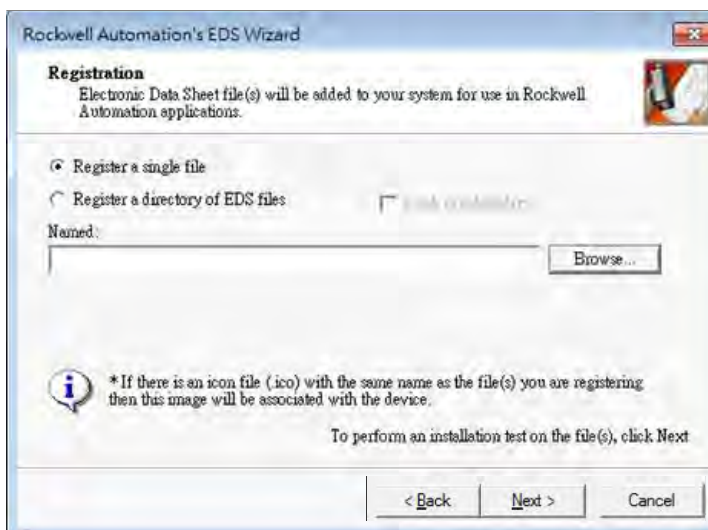 Rockwell Automation's EDS Wizard
Registration
Electronic Data Sheet file(s) will be added to your system for use in Rockwell
Automation applications.
Register a single file
Register a directory of EDS files
Named:
Browse...
*If there is an icon file (.ico) with the same name as the file(s) you are registering
then this image will be associated with the device.
To perform an installation test on the file(s), click Next
< Back
Next >
Cancel